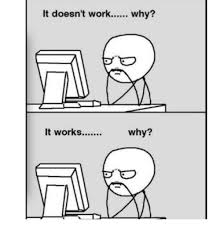 It doesn't work...... why?
It works....... why?